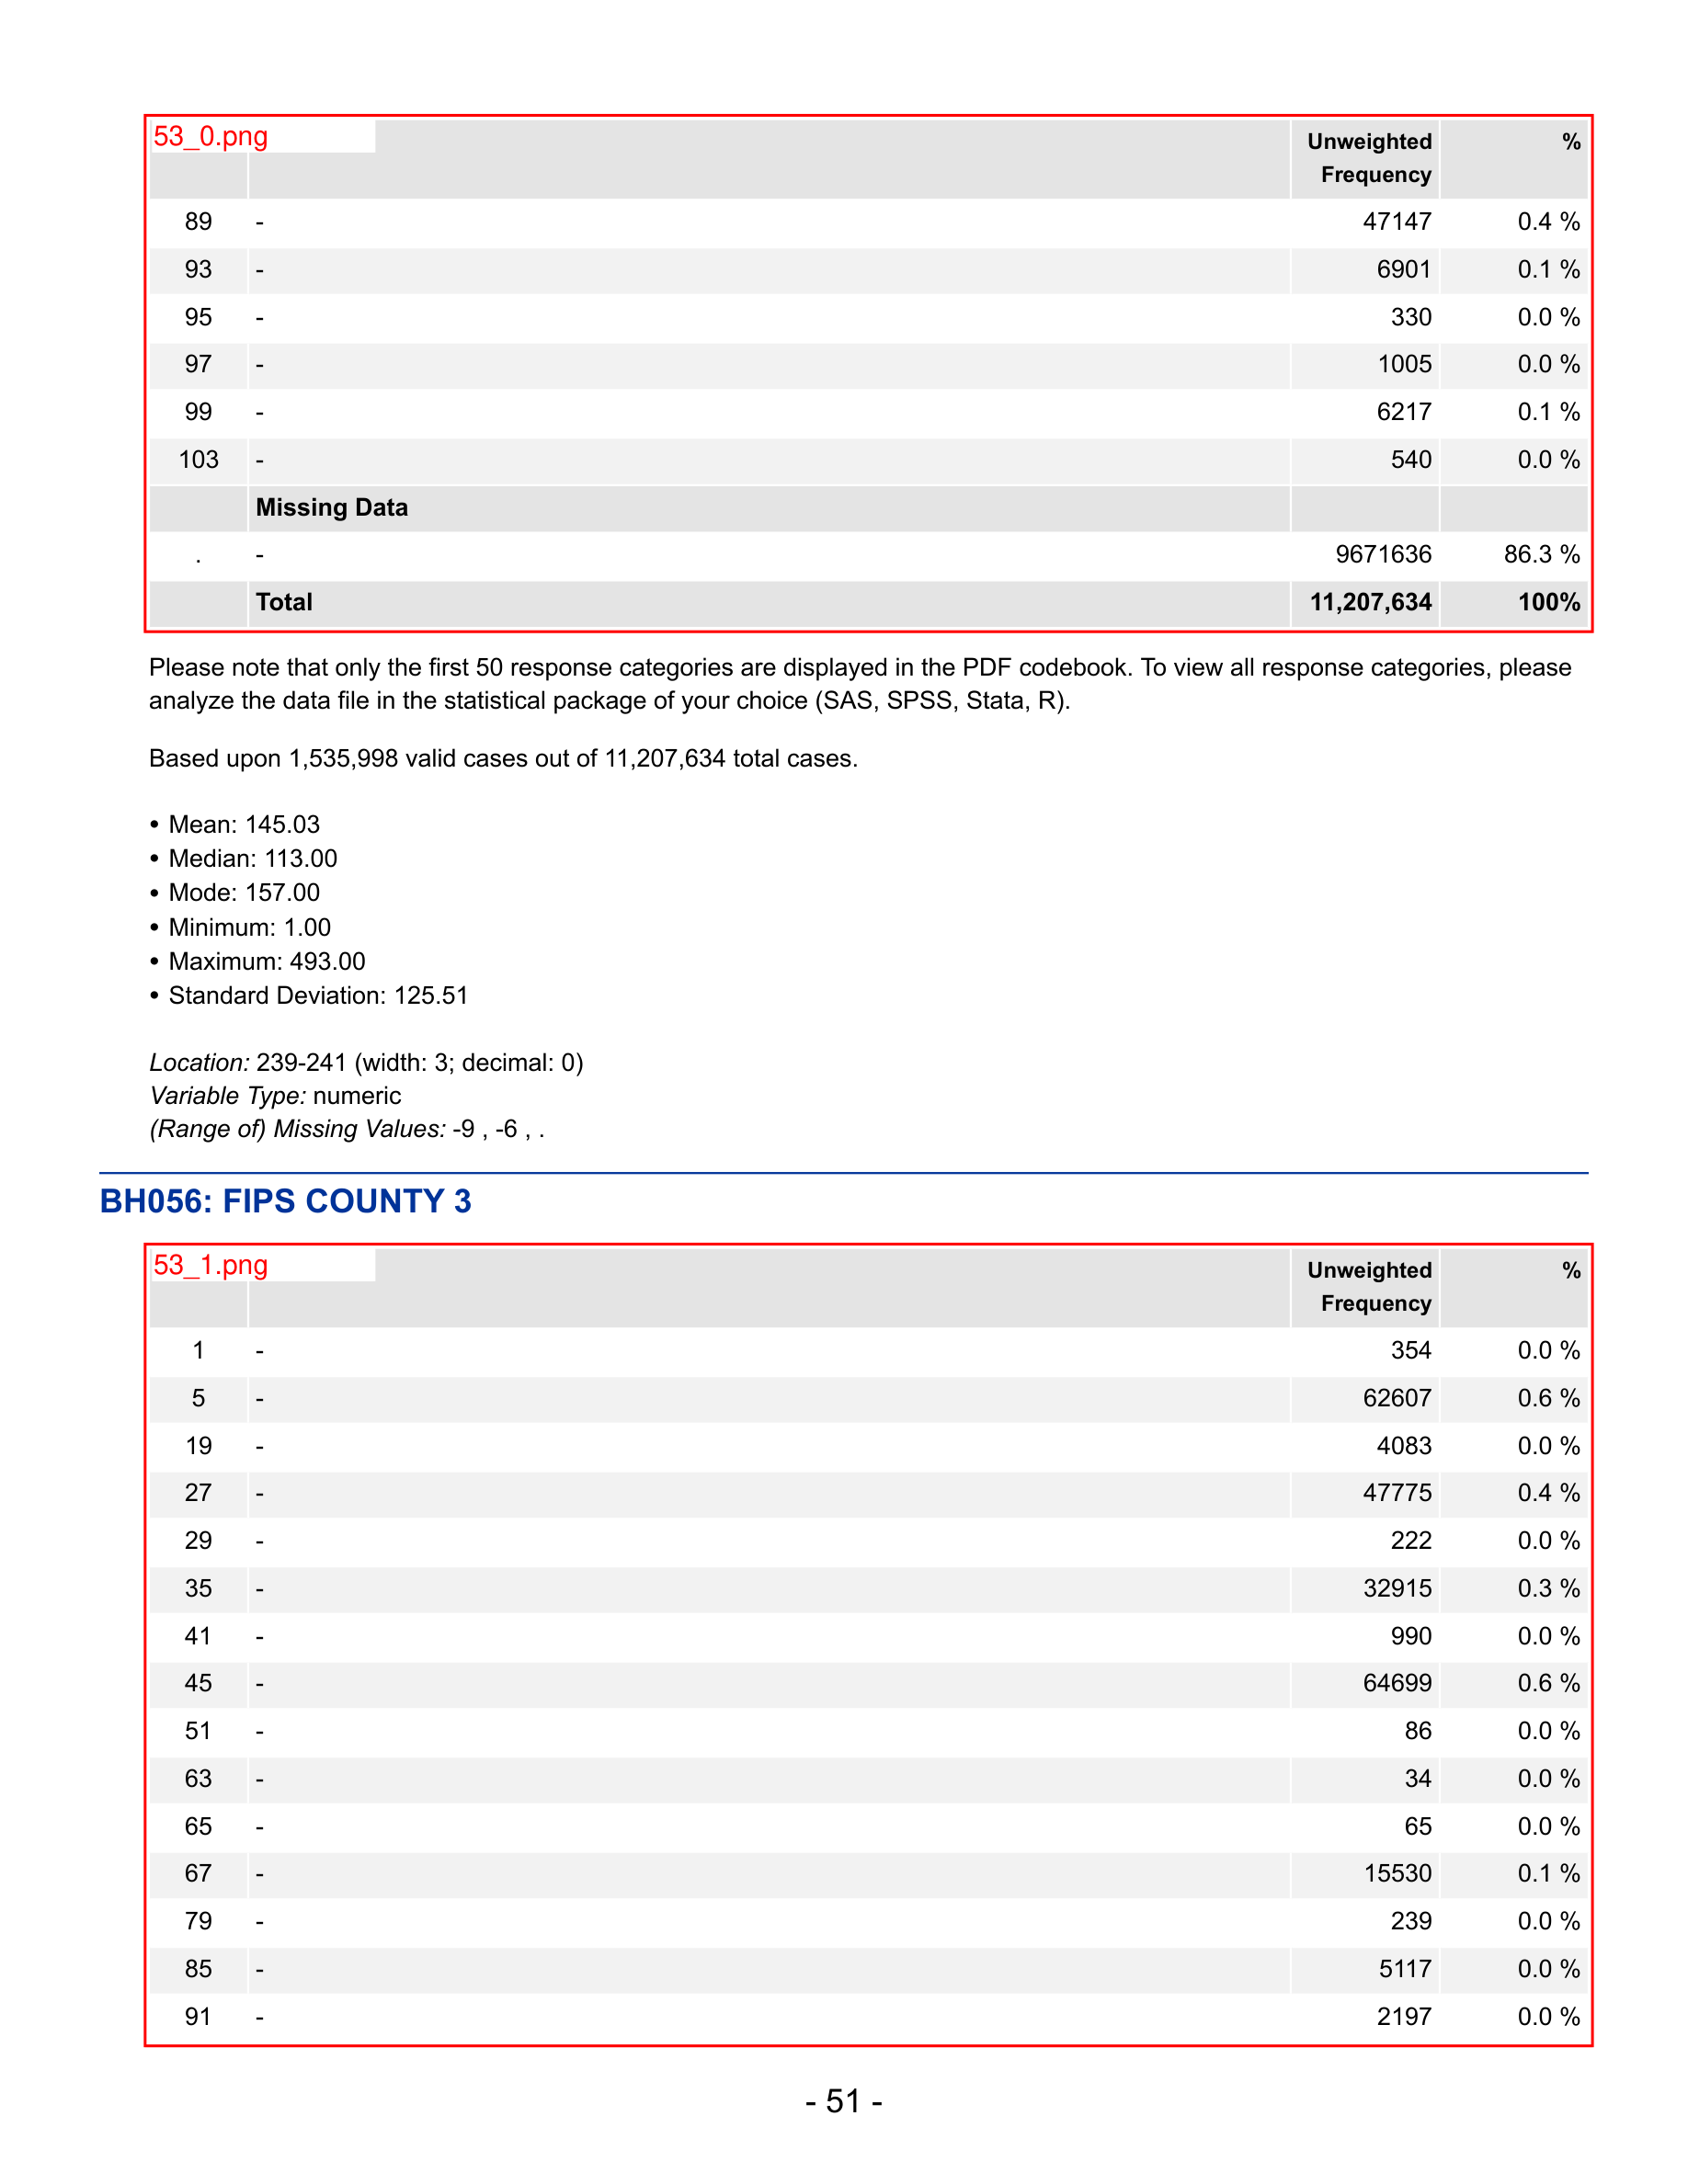 53_0.png
Unweighted Frequency %
89 - 47147 0.4 %
93 - 6901 0.1 %
95 - 330 0.0 %
97 - 1005 0.0 %
99 - 6217 0.1 %
103 - 540 0.0 %
Missing Data
. - 9671636 86.3 %
Total 11,207,634 100%
Please note that only the first 50 response categories are displayed in the PDF codebook. To view all response categories, please
analyze the data file in the statistical package of your choice (SAS, SPSS, Stata, R).
Based upon 1,535,998 valid cases out of 11,207,634 total cases.
• Mean: 145.03
• Median: 113.00
• Mode: 157.00
• Minimum: 1.00
• Maximum: 493.00
• Standard Deviation: 125.51
Location: 239-241 (width: 3; decimal: 0)
Variable Type: numeric
(Range of) Missing Values: -9 , -6 , .
BH056: FIPS COUNTY 3
53_1.png
Unweighted Frequency %
1 - 354 0.0 %
5 - 62607 0.6 %
19 - 4083 0.0 %
27 - 47775 0.4 %
29 - 222 0.0 %
35 - 32915 0.3 %
41 - 990 0.0 %
45 - 64699 0.6 %
51 - 86 0.0 %
63 - 34 0.0 %
65 - 65 0.0 %
67 - 15530 0.1 %
79 - 239 0.0 %
85 - 5117 0.0 %
91 - 2197 0.0 %
- 51 -